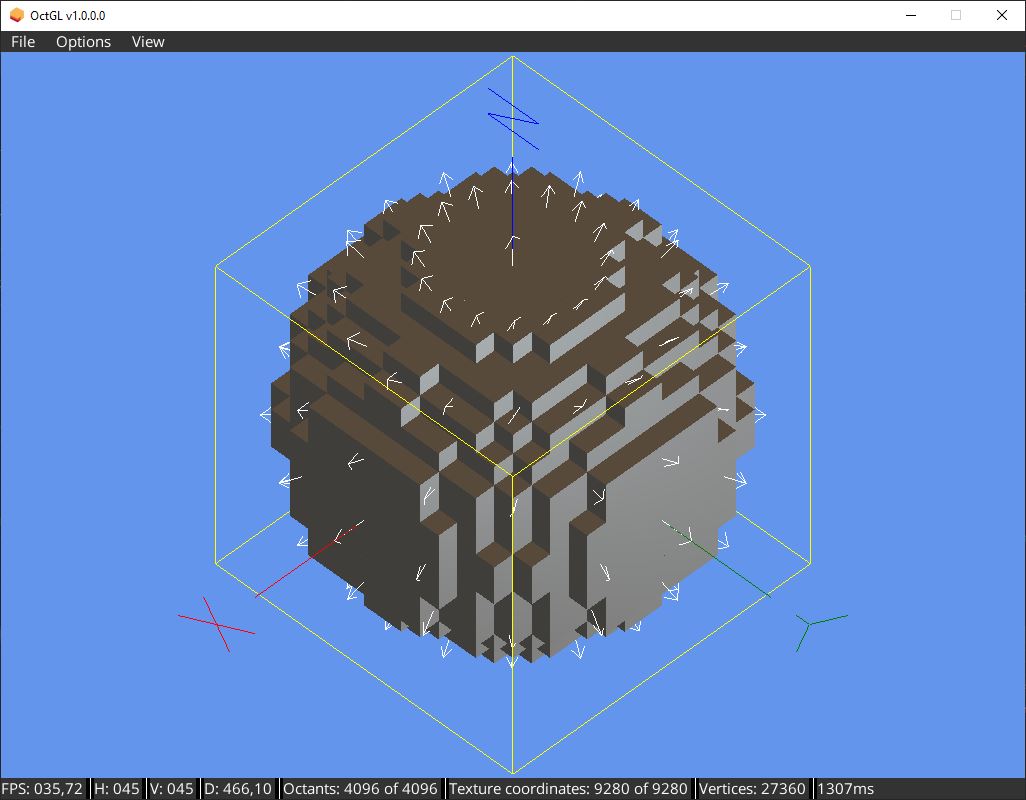 OctGL v1.0.0.0
File Options View
Z
X
Y
FPS: 035,72 H: 045 V: 045 D: 466,10 Octants: 4096 of 4096 Texture coordinates: 9280 of 9280 Vertices: 27360 1307ms